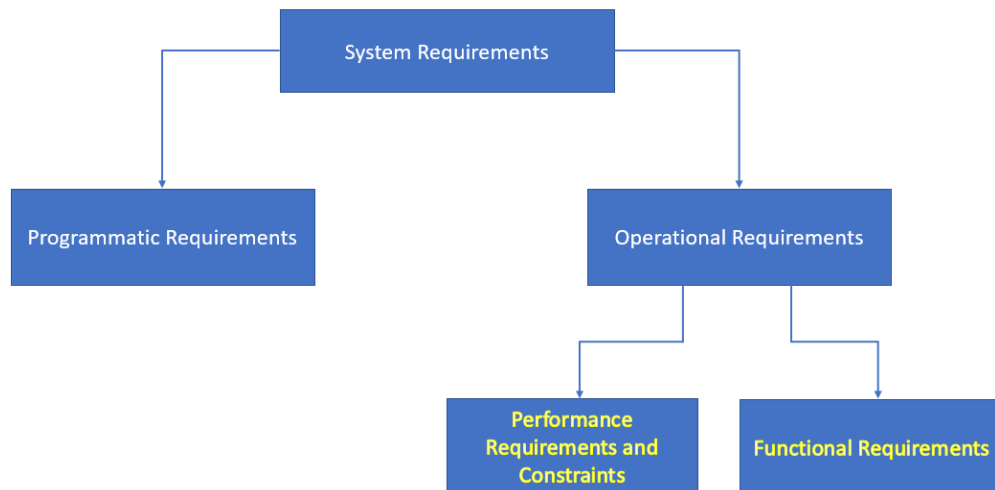 System Requirements
Programmatic Requirements
Operational Requirements
Performance
Requirements and
Constraints
Functional Requirements